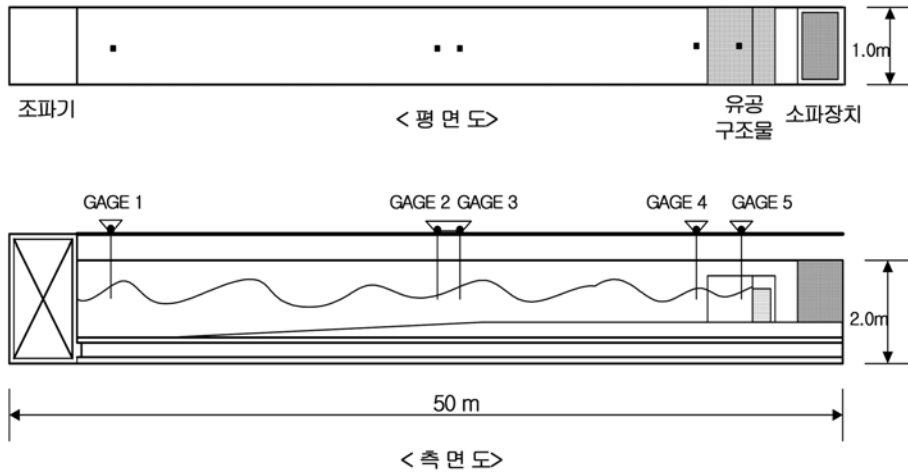 1.0m
조파기
< 평 면 도>
유공
구조물
소파장치
GAGE 1
GAGE 2 GAGE 3
GAGE 4
GAGE 5
2.0m
50 m
< 측 면 도>